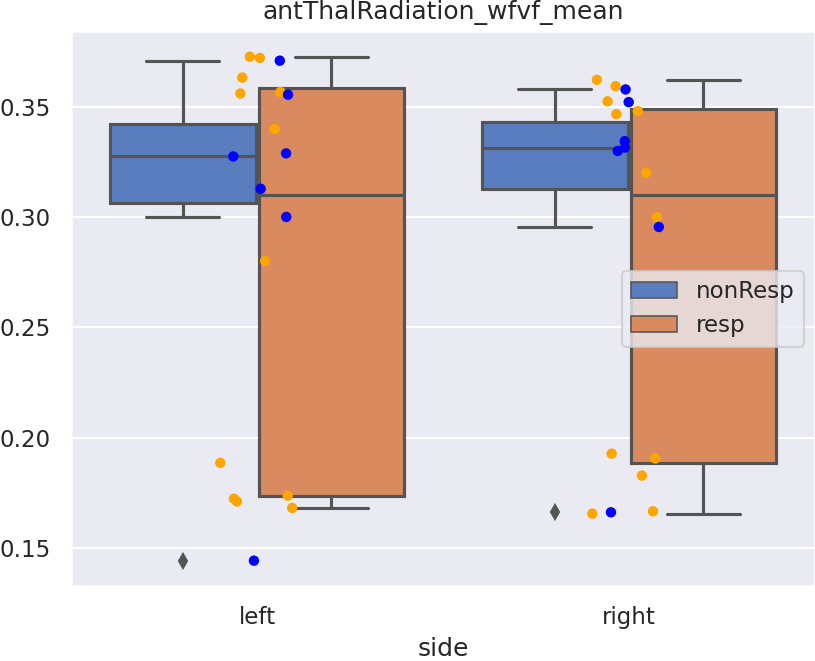 antThalRadiation_wfvf_mean
0.35
0.30
0.25
0.20
0.15
nonResp
resp
left right
side